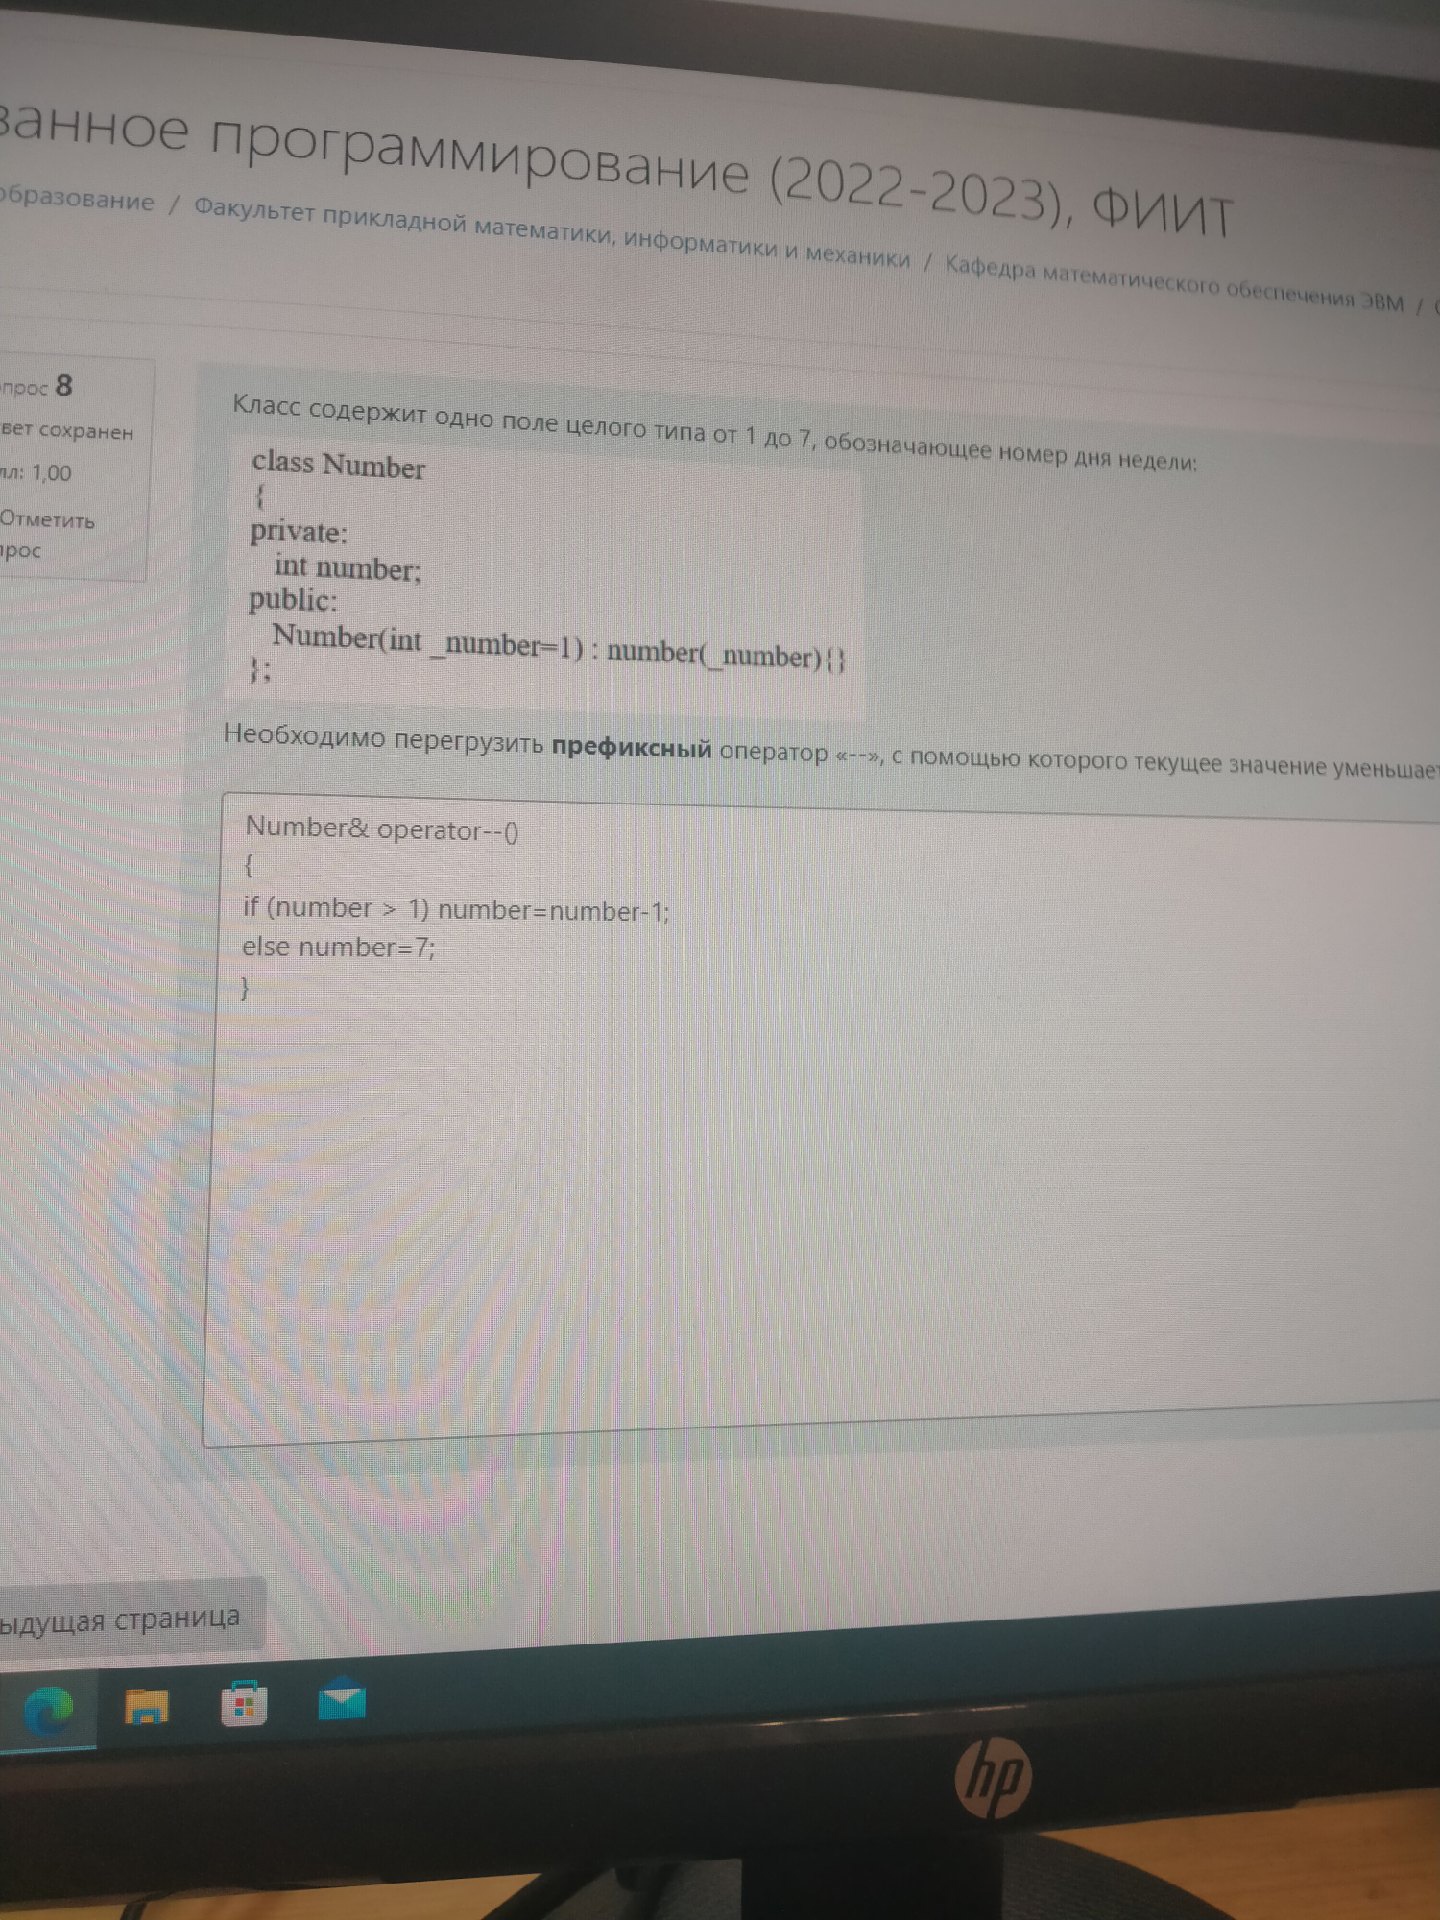 ванное программирование (2022-2023), ФИИТ
образование / Факультет прикладной математики, информатики и механики / Кафедра математического обеспечения ЭВМ /
прос 8
вет сохранен
лл: 1,00
Отметить
прос
Класс содержит одно поле целого типа от 1 до 7, обозначающее номер дня недели:
class Number
{
private:
int number;
public:
Number(int _number=1) : number(_number){}
};
Необходимо перегрузить префиксный оператор «--», с помощью которого текущее значение уменьшает
Number& operator--()
{
if (number > 1) number=number-1;
else number=7;
}
ыдущая страница
hp